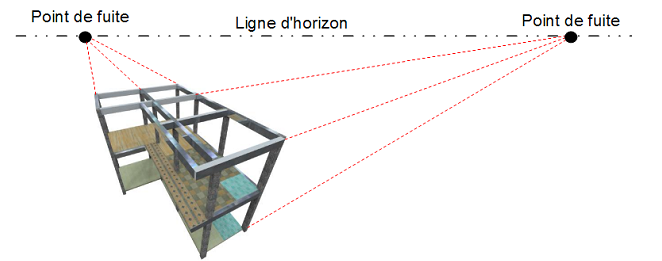 Point de fuite
Ligne d'horizon
Point de fuite